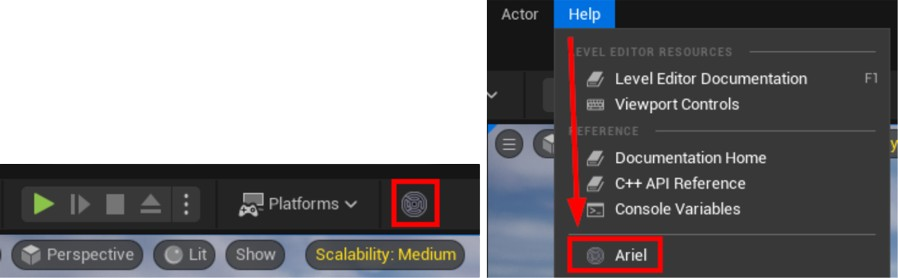 Platforms
Perspective
Lit
Show
Scalability: Medium
Actor
Help
LEVEL EDITOR RESOURCES
Level Editor Documentation
F1
Viewport Controls
REFERENCE
Documentation Home
C++ API Reference
Console Variables
Ariel